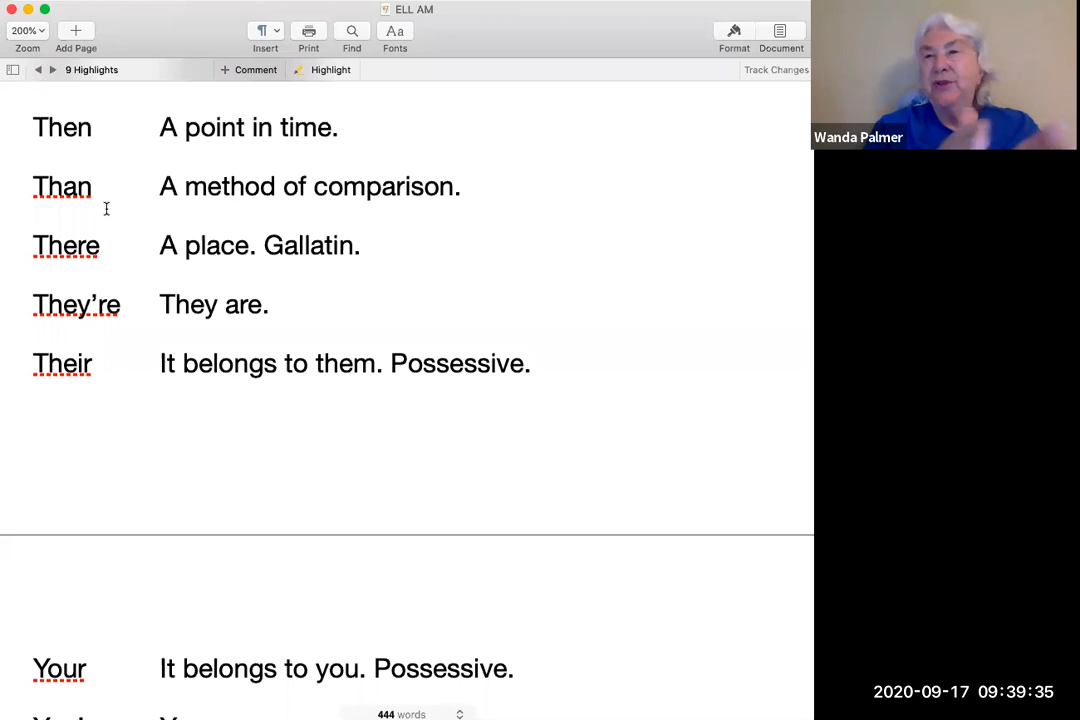 ELL AM
200%
Zoom
Add Page
Insert
Print
Find
Aa
Fonts
Format
Document
9 Highlights
+ Comment
Highlight
Track Changes
Wanda Palmer
Then A point in time.
Than A method of comparison.
There A place. Gallatin.
They’re They are.
Their It belongs to them. Possessive.
Your It belongs to you. Possessive.
444 words
2020-09-17 09:39:35